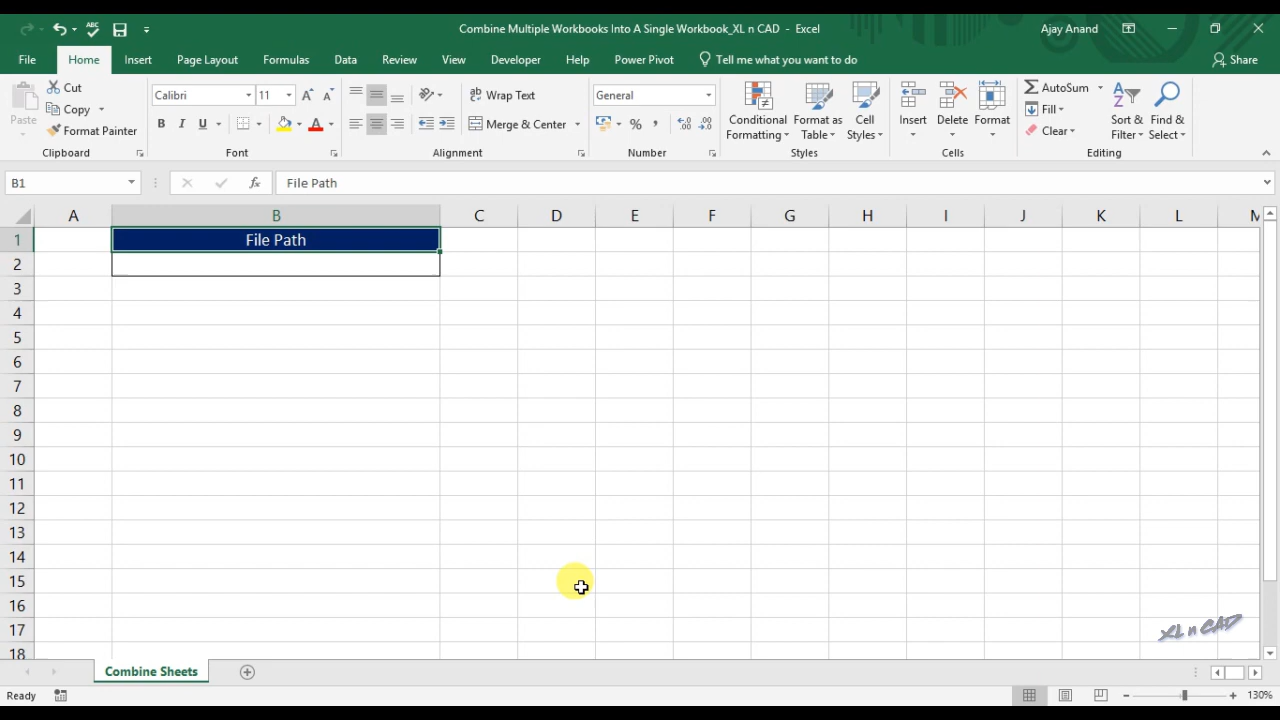 Combine Multiple Workbooks Into A Single Workbook_XL n CAD - Excel
Ajay Anand
File Home Insert Page Layout Formulas Data Review View Developer Help Power Pivot Tell me what you want to do Share
Paste
Cut
Copy
Format Painter
Clipboard
Calibri 11
B I U
Font
Wrap Text
Merge & Center
Alignment
General
%
Number
Conditional Formatting
Format as Table
Cell Styles
Styles
Insert Delete Format
Cells
AutoSum
Fill
Clear
Sort & Filter
Find & Select
Editing
B1 fx File Path
A B C D E F G H I J K L M
1 File Path
2
3
4
5
6
7
8
9
10
11
12
13
14
15
16
17
18
XL n CAD
Combine Sheets
Ready 130%